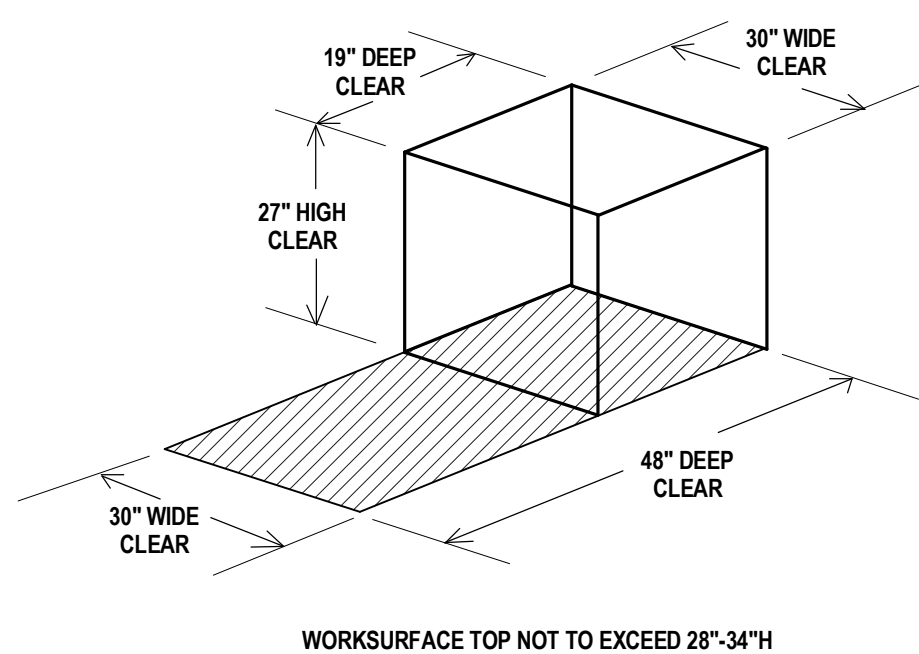 19" DEEP
CLEAR
30" WIDE
CLEAR
27" HIGH
CLEAR
48" DEEP
CLEAR
30" WIDE
CLEAR
WORKSURFACE TOP NOT TO EXCEED 28"-34"H